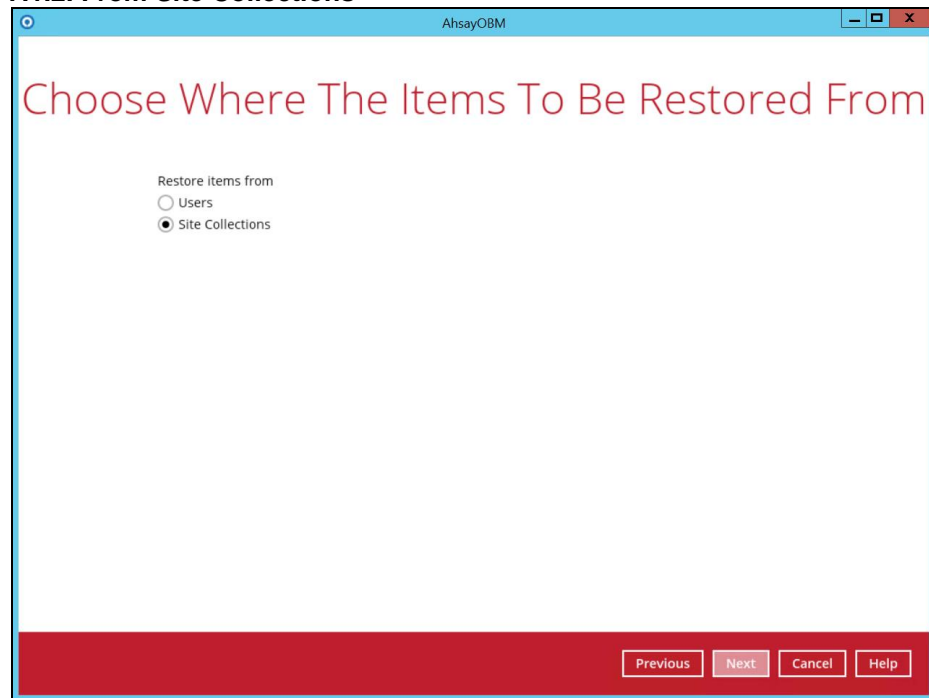 AhsayOBM
X
Choose Where The Items To Be Restored From
Restore items from
Users
Site Collections
Previous Next Cancel Help